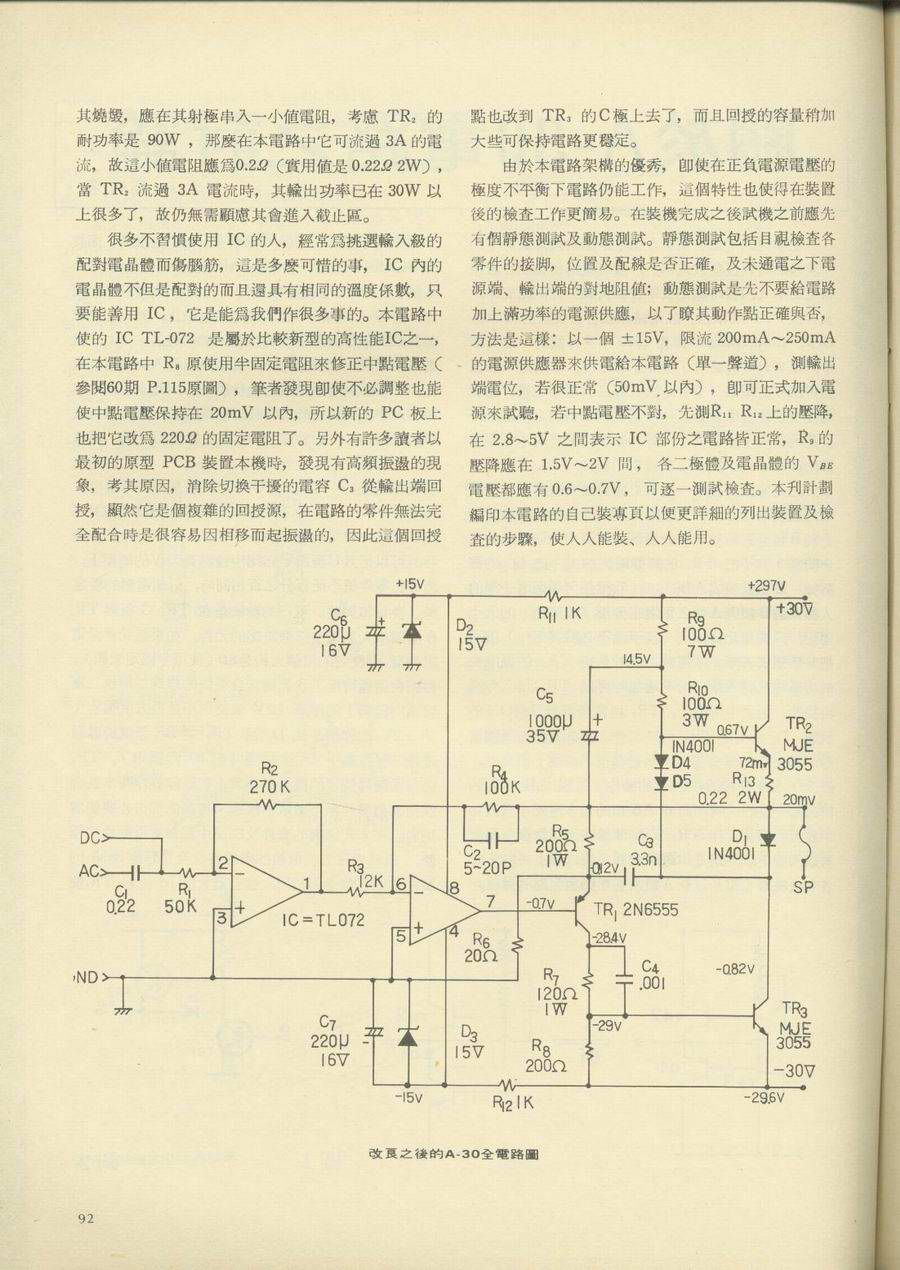 其燒燬，應在其射極串入一小値電阻，考慮 TR₂ 的
耐功率是 90W ，那麼在本電路中它可流過 3A 的電
流，故這小値電阻應爲0.2Ω（實用値是 0.22Ω 2W），
當 TR₂ 流過 3A 電流時，其輸出功率已在 30W 以
上很多了，故仍無需顧慮其會進入截止區。
很多不習慣使用 IC 的人，經常爲挑選輸入級的
配對電晶體而傷腦筋，這是多麼可惜的事， IC 內的
電晶體不但是配對的而且還具有相同的溫度係數，只
要能善用 IC ，它是能爲我們作很多事的。本電路中
使的 IC TL-072 是屬於比較新型的高性能IC之一，
在本電路中 R₈ 原使用半固定電阻來修正中點電壓（
參閱60期 P.115原圖），筆者發現卽使不必調整也能
使中點電壓保持在 20mV 以內，所以新的 PC 板上
也把它改爲 220Ω 的固定電阻了。另外有許多讀者以
最初的原型 PCB 裝置本機時，發現有高頻振盪的現
象，考其原因，消除切換干擾的電容 C₃ 從輸出端回
授，顯然它是個複雜的回授源，在電路的零件無法完
全配合時是很容易因相移而起振盪的，因此這個回授
點也改到 TR₃ 的C極上去了，而且回授的容量稍加
大些可保持電路更穩定。
由於本電路架構的優秀，卽使在正負電源電壓的
極度不平衡下電路仍能工作，這個特性也使得在裝置
後的檢查工作更簡易。在裝機完成之後試機之前應先
有個靜態測試及動態測試。靜態測試包括目視檢查各
零件的接脚，位置及配線是否正確，及未通電之下電
源端、輸出端的對地阻値；動態測試是先不要給電路
加上滿功率的電源供應，以了暸其動作點正確與否，
方法是這樣：以一個 ±15V，限流 200mA～250mA
的電源供應器來供電給本電路（單一聲道），測輸出
端電位，若很正常（50mV 以內），卽可正式加入電
源來試聽，若中點電壓不對，先測R₁₁ R₁₂上的壓降，
在 2.8～5V 之間表示 IC 部份之電路皆正常，R₉的
壓降應在 1.5V～2V 間， 各二極體及電晶體的 VBE
電壓都應有0.6～0.7V， 可逐一測試檢查。本刋計劃
編印本電路的自己裝專頁以便更詳細的列出裝置及檢
查的步驟，使人人能裝、人人能用。
+15V
+297V
+30V
C6
220μ
16V
D2
15V
R11 1K
R9
100Ω
7W
14.5V
C5
1000μ
35V
+
R10
100Ω
3W
0.67V
TR2
MJE
3055
1N4001
D4
D5
72mv
R13
0.22 2W
20mV
R2
270K
R4
100K
DC
AC
C1
0.22
R1
50K
2
3
1
IC=TL072
R3
12K
6
5
8
4
7
C2
5~20P
R5
200Ω
1W
-0.12V
C3
3.3n
D1
1N4001
SP
-0.7V
TR1 2N6555
-28.4V
R6
20Ω
R7
120Ω
1W
C4
.001
-0.82V
ND
-29V
TR3
MJE
3055
C7
220μ
16V
D3
15V
R8
200Ω
-30V
-15V
R12 1K
-29.6V
改良之後的A-30全電路圖
92